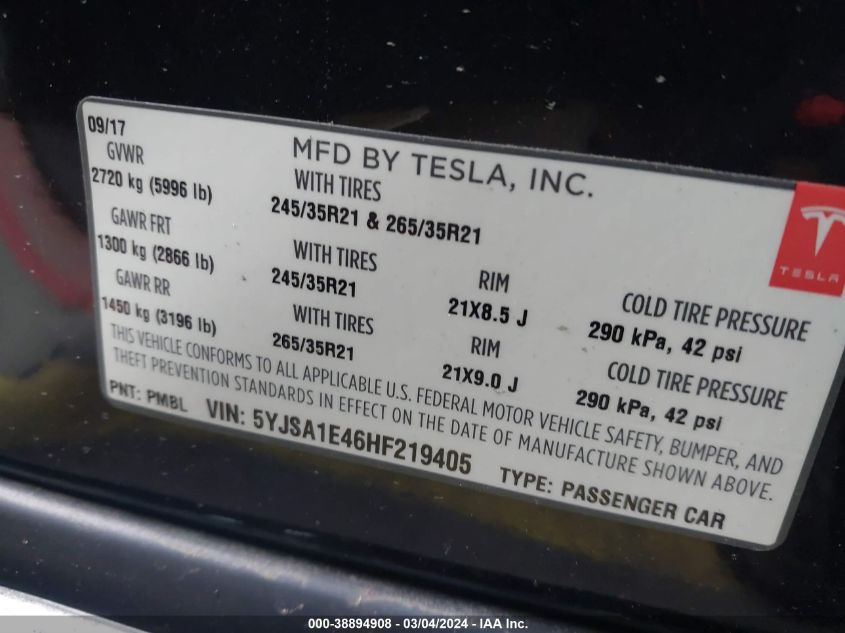 09/17
MFD BY TESLA, INC.
GVWR
2720 kg (5996 lb)
WITH TIRES
245/35R21 & 265/35R21
GAWR FRT
1300 kg (2866 lb)
WITH TIRES
245/35R21
RIM
21X8.5 J
COLD TIRE PRESSURE
290 kPa, 42 psi
GAWR RR
1450 kg (3196 lb)
WITH TIRES
265/35R21
RIM
21X9.0 J
COLD TIRE PRESSURE
290 kPa, 42 psi
TESLA
THIS VEHICLE CONFORMS TO ALL APPLICABLE U.S. FEDERAL MOTOR VEHICLE SAFETY, BUMPER, AND
THEFT PREVENTION STANDARDS IN EFFECT ON THE DATE OF MANUFACTURE SHOWN ABOVE.
PNT: PMBL VIN: 5YJSA1E46HF219405 TYPE: PASSENGER CAR
000-38894908 - 03/04/2024 - IAA Inc.